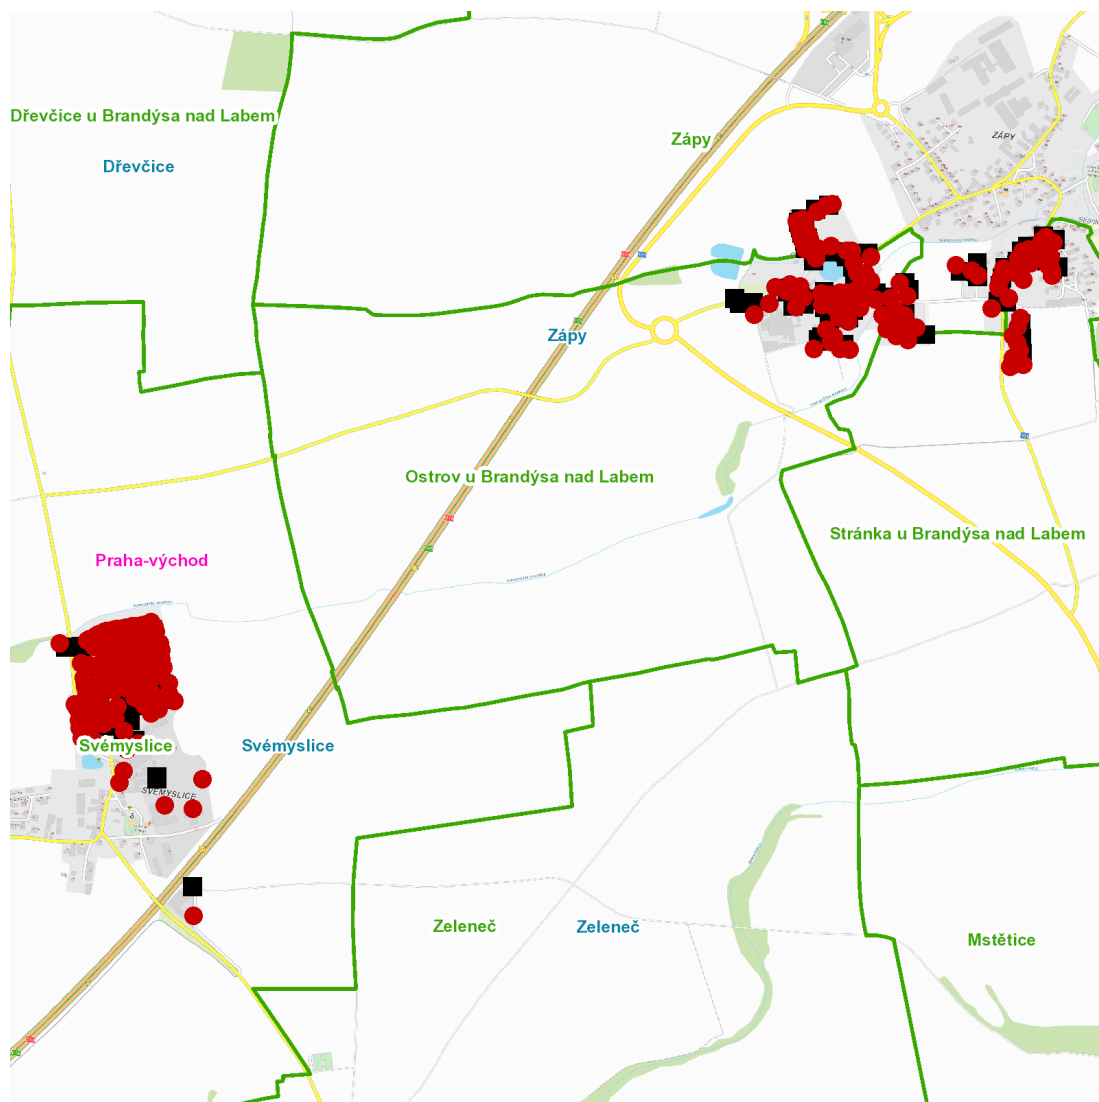 Dřevčice u Brandýsa nad Labem
Zápy
ZÁPY
Dřevčice
Zápy
Ostrov u Brandýsa nad Labem
Stránka u Brandýsa nad Labem
Praha-východ
Svémyslice
Svémyslice
SVÉMYSLICE
Zeleneč
Zeleneč
Mstětice